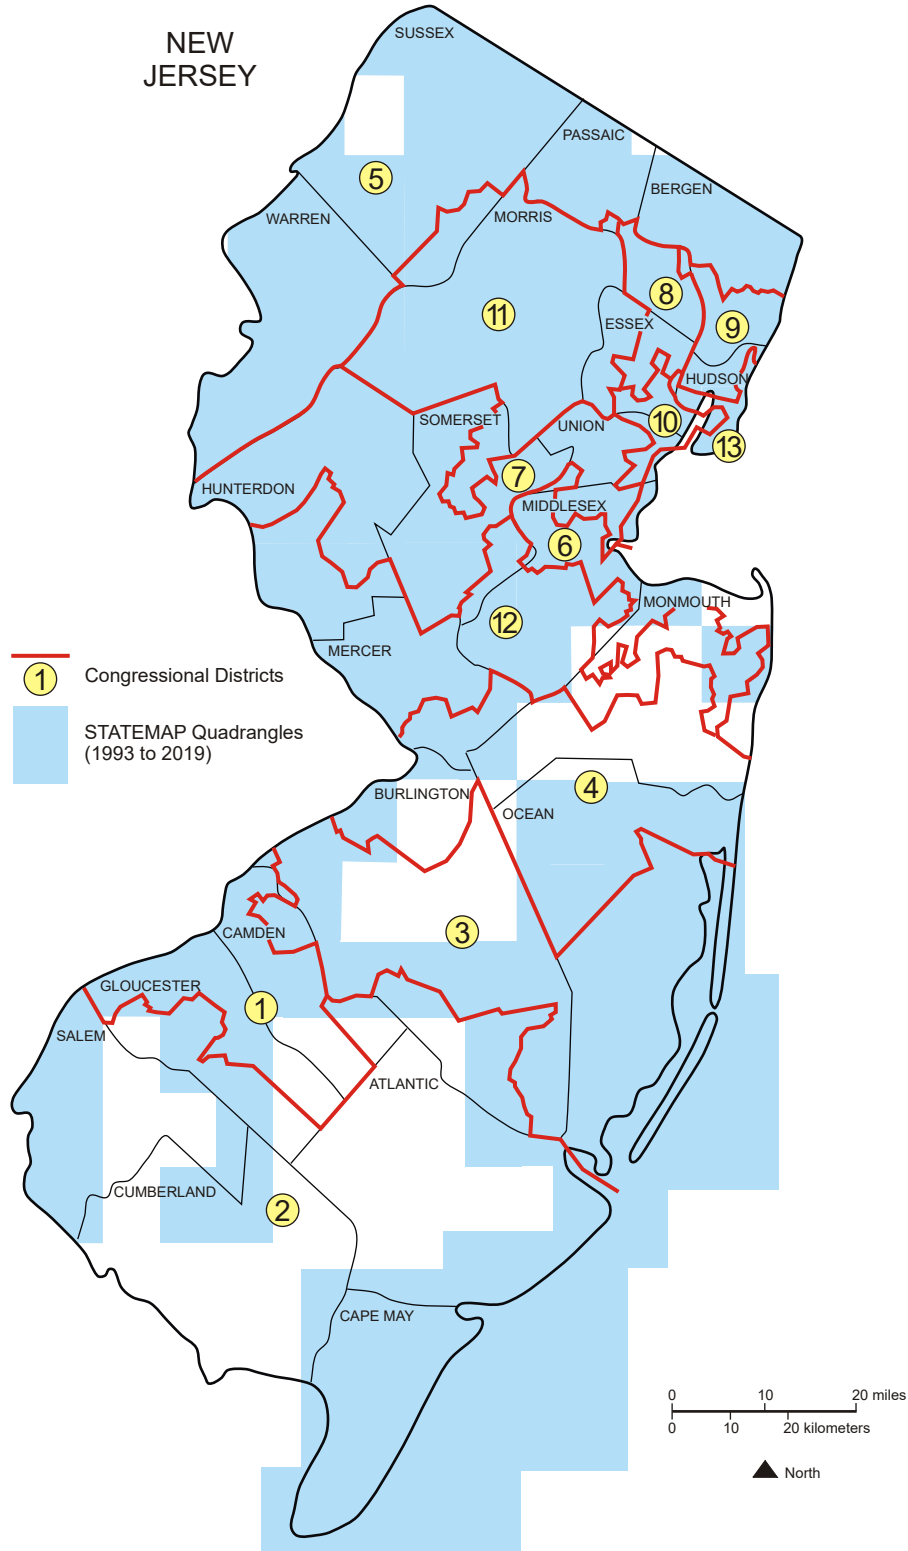 NEW
JERSEY
SUSSEX
PASSAIC
BERGEN
5
WARREN
MORRIS
8
11
ESSEX
9
HUDSON
SOMERSET
UNION
10
13
7
HUNTERDON
MIDDLESEX
6
MONMOUTH
12
MERCER
1
Congressional Districts
STATEMAP Quadrangles
(1993 to 2019)
4
BURLINGTON
OCEAN
3
CAMDEN
GLOUCESTER
1
SALEM
ATLANTIC
CUMBERLAND
2
CAPE MAY
0 10 20 miles
0 10 20 kilometers
North